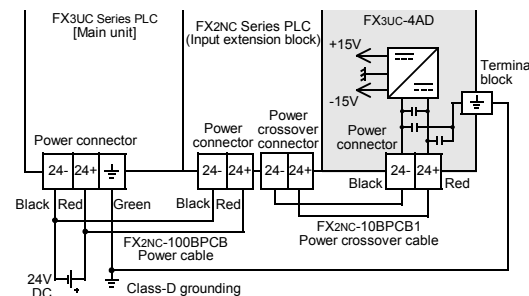 FX3UC Series PLC
[Main unit]
FX2NC Series PLC
(Input extension block)
FX3UC-4AD
+15V
-15V
Terminal
block
Power connector
Power
connector
Power
crossover
connector
Power
connector
24- 24+
24- 24+
24- 24+
24- 24+
Black Red
Green
Black Red
Black
Red
FX2NC-100BPCB
Power cable
FX2NC-10BPCB1
Power crossover cable
24V
DC
Class-D grounding